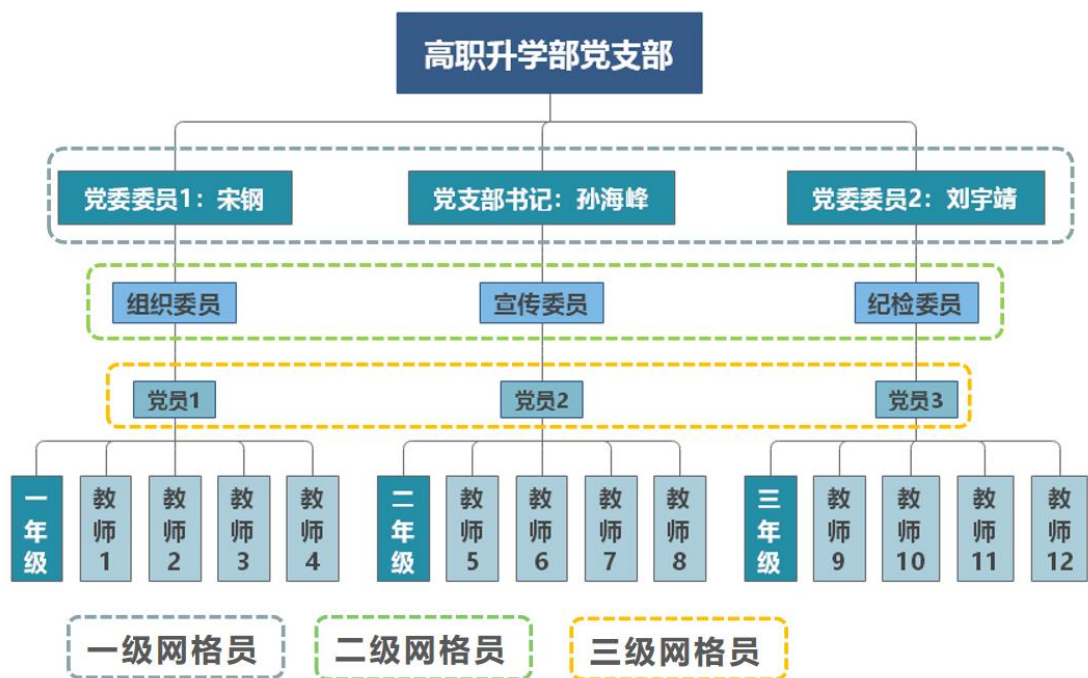 高职升学部党支部
党委委员1：宋钢
党支部书记：孙海峰
党委委员2：刘宇靖
组织委员
宣传委员
纪检委员
党员1
党员2
党员3
一年级
教师1
教师2
教师3
教师4
二年级
教师5
教师6
教师7
教师8
三年级
教师9
教师10
教师11
教师12
一级网格员
二级网格员
三级网格员